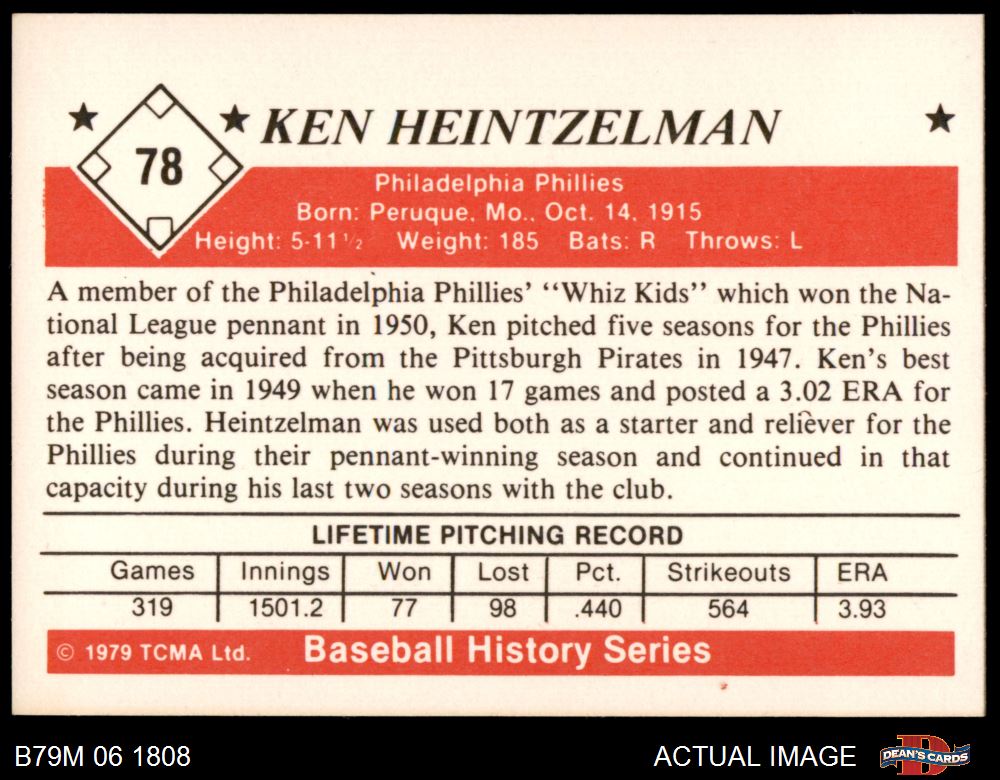 78
KEN HEINTZELMAN
Philadelphia Phillies
Born: Peruque, Mo., Oct. 14, 1915
Height: 5-11½ Weight: 185 Bats: R Throws: L
A member of the Philadelphia Phillies' ‘‘Whiz Kids’’ which won the Na-
tional League pennant in 1950, Ken pitched five seasons for the Phillies
after being acquired from the Pittsburgh Pirates in 1947. Ken's best
season came in 1949 when he won 17 games and posted a 3.02 ERA for
the Phillies. Heintzelman was used both as a starter and reliever for the
Phillies during their pennant-winning season and continued in that
capacity during his last two seasons with the club.
LIFETIME PITCHING RECORD
Games Innings Won Lost Pct. Strikeouts ERA
319 1501.2 77 98 .440 564 3.93
© 1979 TCMA Ltd. Baseball History Series
B79M 06 1808 ACTUAL IMAGE DEAN'S CARDS